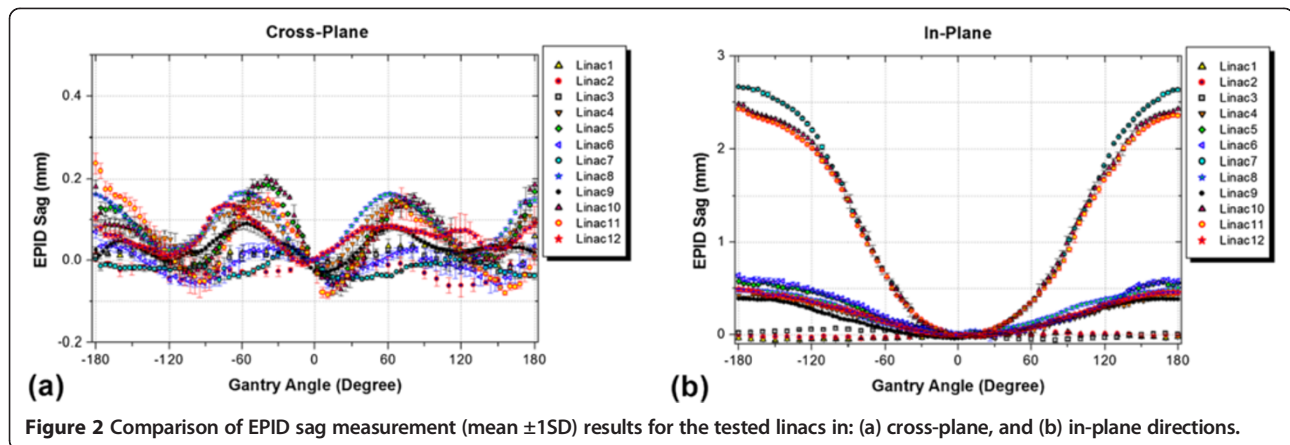 Cross-Plane
EPID Sag (mm)
0.4
0.2
0.0
-0.2
-180 -120 -60 0 60 120 180
Gantry Angle (Degree)
(a)
Linac1
Linac2
Linac3
Linac4
Linac5
Linac6
Linac7
Linac8
Linac9
Linac10
Linac11
Linac12
In-Plane
EPID Sag (mm)
3
2
1
0
-180 -120 -60 0 60 120 180
Gantry Angle (Degree)
(b)
Linac1
Linac2
Linac3
Linac4
Linac5
Linac6
Linac7
Linac8
Linac9
Linac10
Linac11
Linac12
Figure 2 Comparison of EPID sag measurement (mean ±1SD) results for the tested linacs in: (a) cross-plane, and (b) in-plane directions.